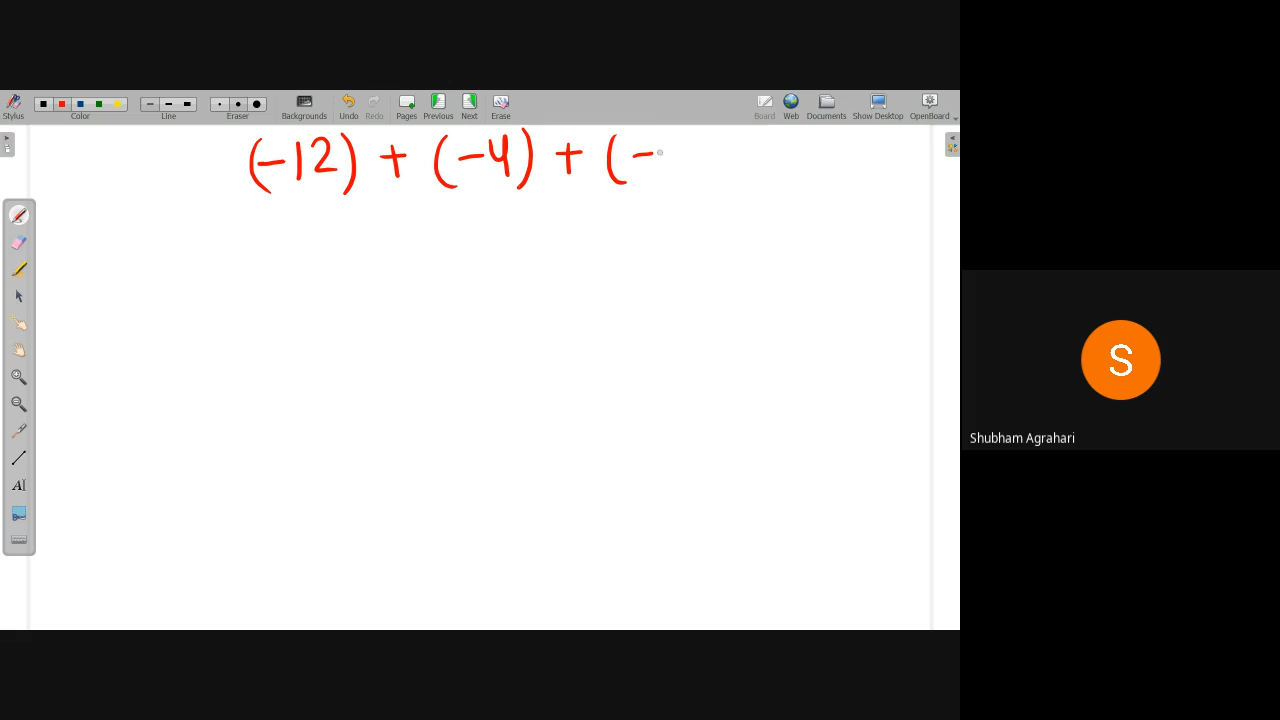 Stylus
Color
Line
Eraser
Backgrounds
Undo
Redo
Pages
Previous
Next
Erase
Board
Web
Documents
Show Desktop
OpenBoard
(-12) + (-4) + (-
AI
S
Shubham Agrahari